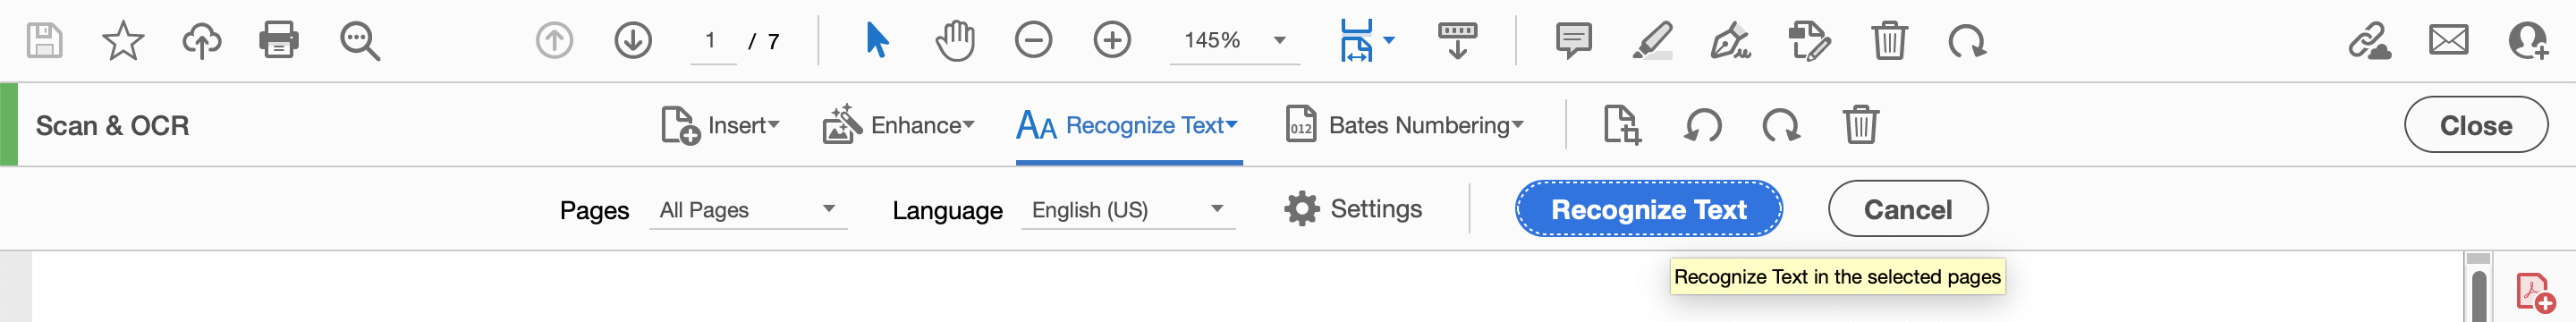 1 / 7 145%
Scan & OCR Insert Enhance AA Recognize Text 012 Bates Numbering Close
Pages All Pages Language English (US) Settings Recognize Text Cancel
Recognize Text in the selected pages